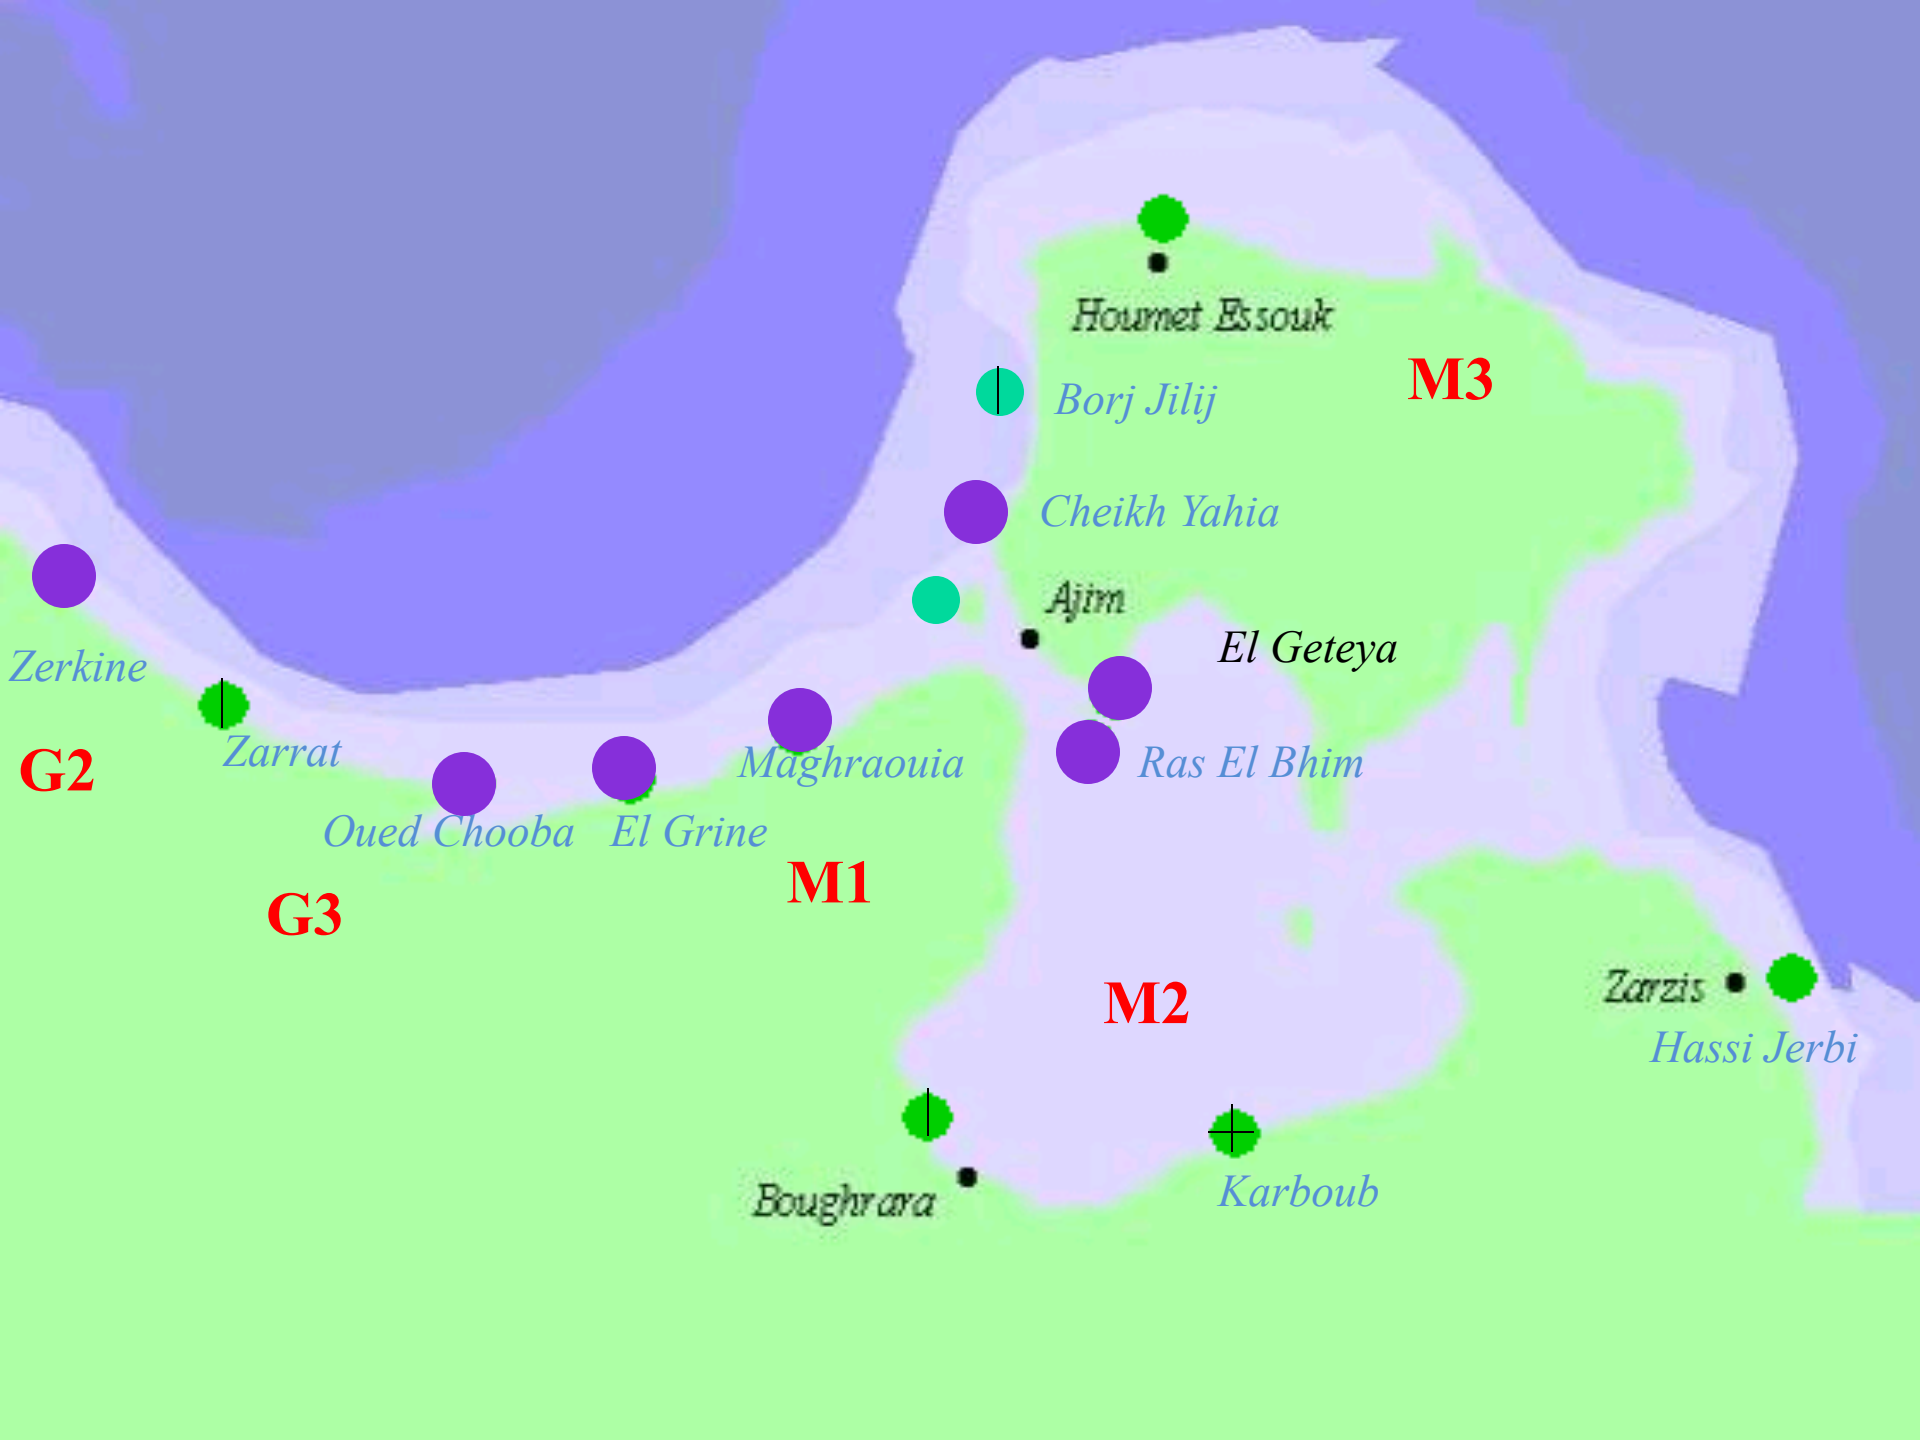 Houmet Essouk
M3
Borj Jilij
Cheikh Yahia
Ajim
El Geteya
Zerkine
Zarrat
G2
Maghraouia
Ras El Bhim
Oued Chooba
El Grine
M1
G3
M2
Zarzis
Hassi Jerbi
Boughrara
Karboub